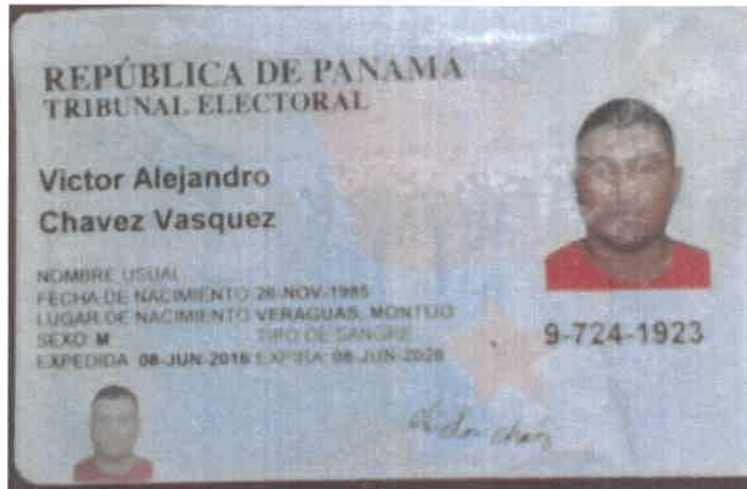 REPÚBLICA DE PANAMÁ
TRIBUNAL ELECTORAL
Victor Alejandro
Chavez Vasquez
NOMBRE USUAL
FECHA DE NACIMIENTO: 26-NOV-1985
LUGAR DE NACIMIENTO: VERAGUAS, MONTIJO
SEXO: M TIPO DE SANGRE:
EXPEDIDA: 08-JUN-2016 EXPIRA: 08-JUN-2026
9-724-1923